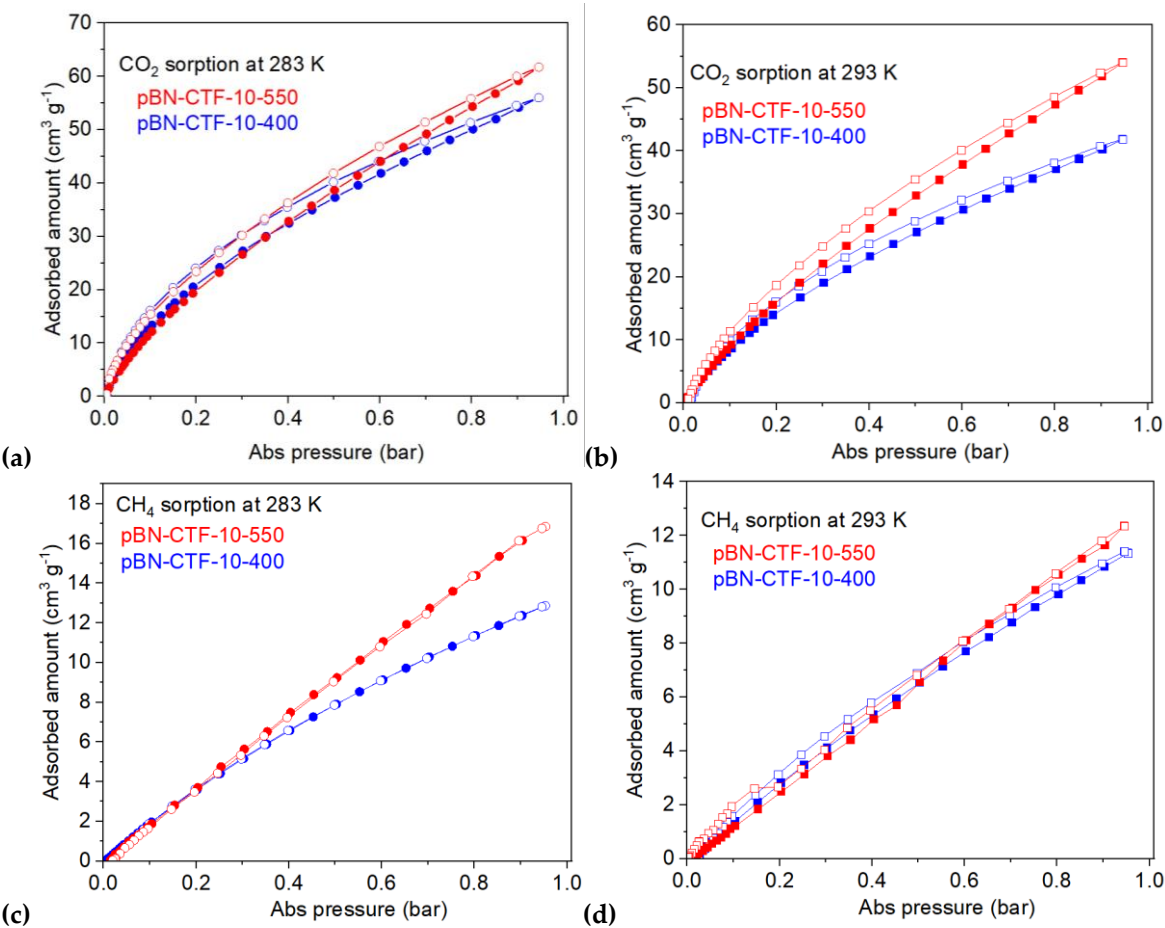 70
60
50
40
30
20
10
0
Adsorbed amount (cm³ g⁻¹)
CO₂ sorption at 283 K
pBN-CTF-10-550
pBN-CTF-10-400
0.0 0.2 0.4 0.6 0.8 1.0
Abs pressure (bar)
(a)
60
50
40
30
20
10
0
Adsorbed amount (cm³ g⁻¹)
CO₂ sorption at 293 K
pBN-CTF-10-550
pBN-CTF-10-400
0.0 0.2 0.4 0.6 0.8 1.0
Abs pressure (bar)
(b)
18
16
14
12
10
8
6
4
2
0
Adsorbed amount (cm³ g⁻¹)
CH₄ sorption at 283 K
pBN-CTF-10-550
pBN-CTF-10-400
0.0 0.2 0.4 0.6 0.8 1.0
Abs pressure (bar)
(c)
14
12
10
8
6
4
2
0
Adsorbed amount (cm³ g⁻¹)
CH₄ sorption at 293 K
pBN-CTF-10-550
pBN-CTF-10-400
0.0 0.2 0.4 0.6 0.8 1.0
Abs pressure (bar)
(d)